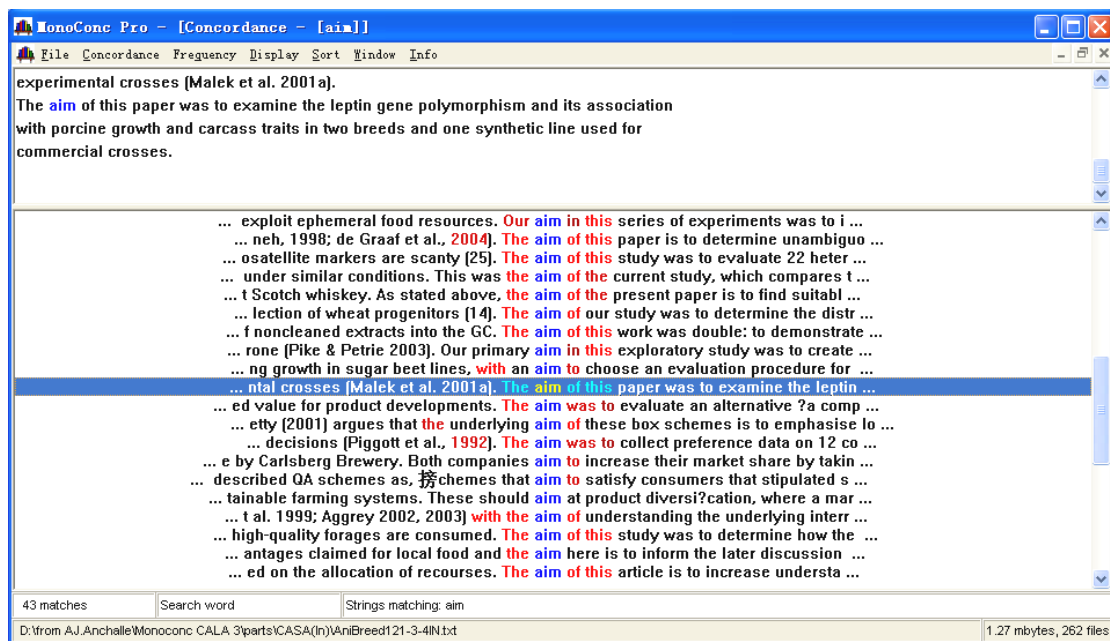 MonoConc Pro - [Concordance - [aim]]
File Concordance Frequency Display Sort Window Info
experimental crosses (Malek et al. 2001a).
The aim of this paper was to examine the leptin gene polymorphism and its association
with porcine growth and carcass traits in two breeds and one synthetic line used for
commercial crosses.
... exploit ephemeral food resources. Our aim in this series of experiments was to i ...
... neh, 1998; de Graaf et al., 2004). The aim of this paper is to determine unambiguo ...
... osatellite markers are scanty (25). The aim of this study was to evaluate 22 heter ...
... under similar conditions. This was the aim of the current study, which compares t ...
... t Scotch whiskey. As stated above, the aim of the present paper is to find suitabl ...
... lection of wheat progenitors (14). The aim of our study was to determine the distr ...
... f noncleaned extracts into the GC. The aim of this work was double: to demonstrate ...
... rone (Pike & Petrie 2003). Our primary aim in this exploratory study was to create ...
... ng growth in sugar beet lines, with an aim to choose an evaluation procedure for ...
... ntal crosses (Malek et al. 2001a). The aim of this paper was to examine the leptin ...
... ed value for product developments. The aim was to evaluate an alternative ?a comp ...
... etty (2001) argues that the underlying aim of these box schemes is to emphasise lo ...
... decisions (Piggott et al., 1992). The aim was to collect preference data on 12 co ...
... e by Carlsberg Brewery. Both companies aim to increase their market share by takin ...
... described QA schemes as, 搒chemes that aim to satisfy consumers that stipulated s ...
... tainable farming systems. These should aim at product diversi?cation, where a mar ...
... t al. 1999; Aggrey 2002, 2003) with the aim of understanding the underlying interr ...
... high-quality forages are consumed. The aim of this study was to determine how the ...
... antages claimed for local food and the aim here is to inform the later discussion ...
... ed on the allocation of recourses. The aim of this article is to increase understa ...
43 matches Search word Strings matching: aim
D:\from AJ.Anchalle\Monoconc CALA 3\parts\CASA(In)\AniBreed121-3-4IN.txt 1.27 mbytes, 262 files